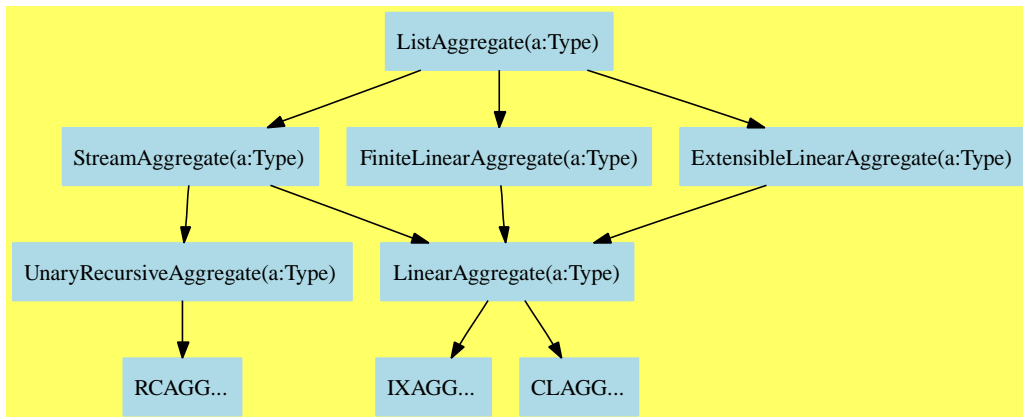 ListAggregate(a:Type)
StreamAggregate(a:Type)
FiniteLinearAggregate(a:Type)
ExtensibleLinearAggregate(a:Type)
UnaryRecursiveAggregate(a:Type)
LinearAggregate(a:Type)
RCAGG...
IXAGG...
CLAGG...